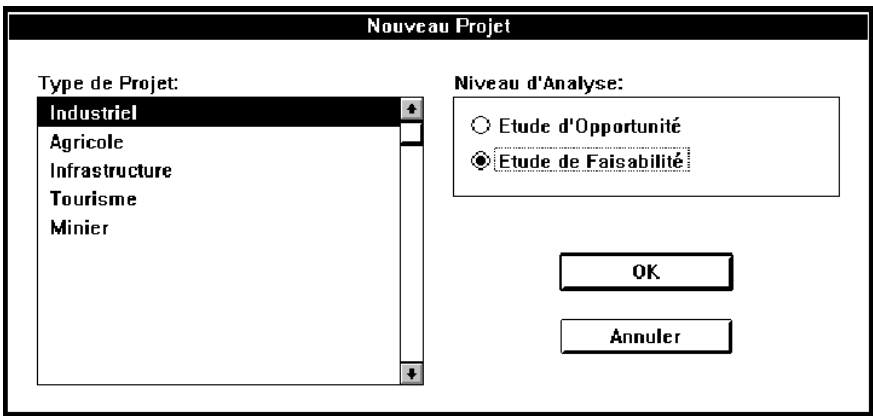 Nouveau Projet
Type de Projet:
Industriel
Agricole
Infrastructure
Tourisme
Minier
Niveau d'Analyse:
Etude d'Opportunité
Etude de Faisabilité
OK
Annuler